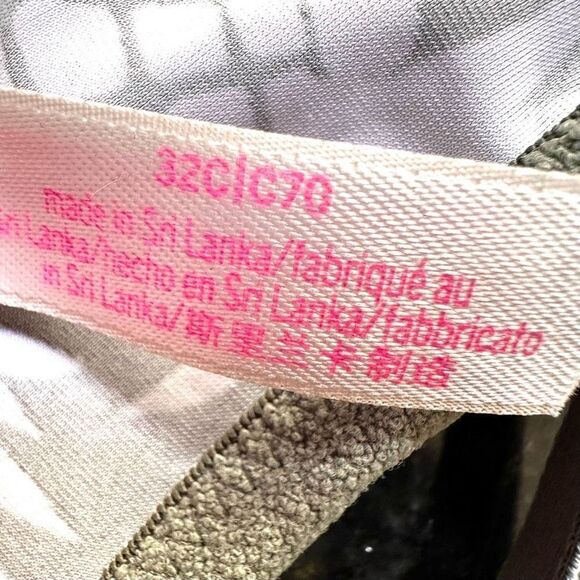 32C|C70
made in Sri Lanka/fabriqué au
Sri Lanka/hecho en Sri Lanka/fabbricato
in Sri Lanka/斯里兰卡制造